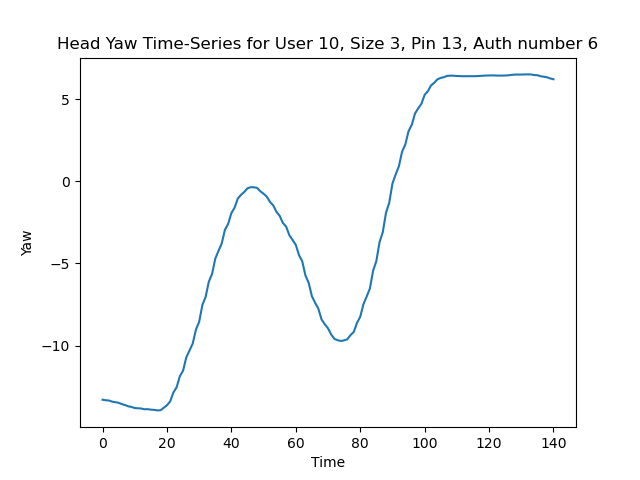 Head Yaw Time-Series for User 10, Size 3, Pin 13, Auth number 6
5
0
−5
−10
Yaw
0 20 40 60 80 100 120 140
Time